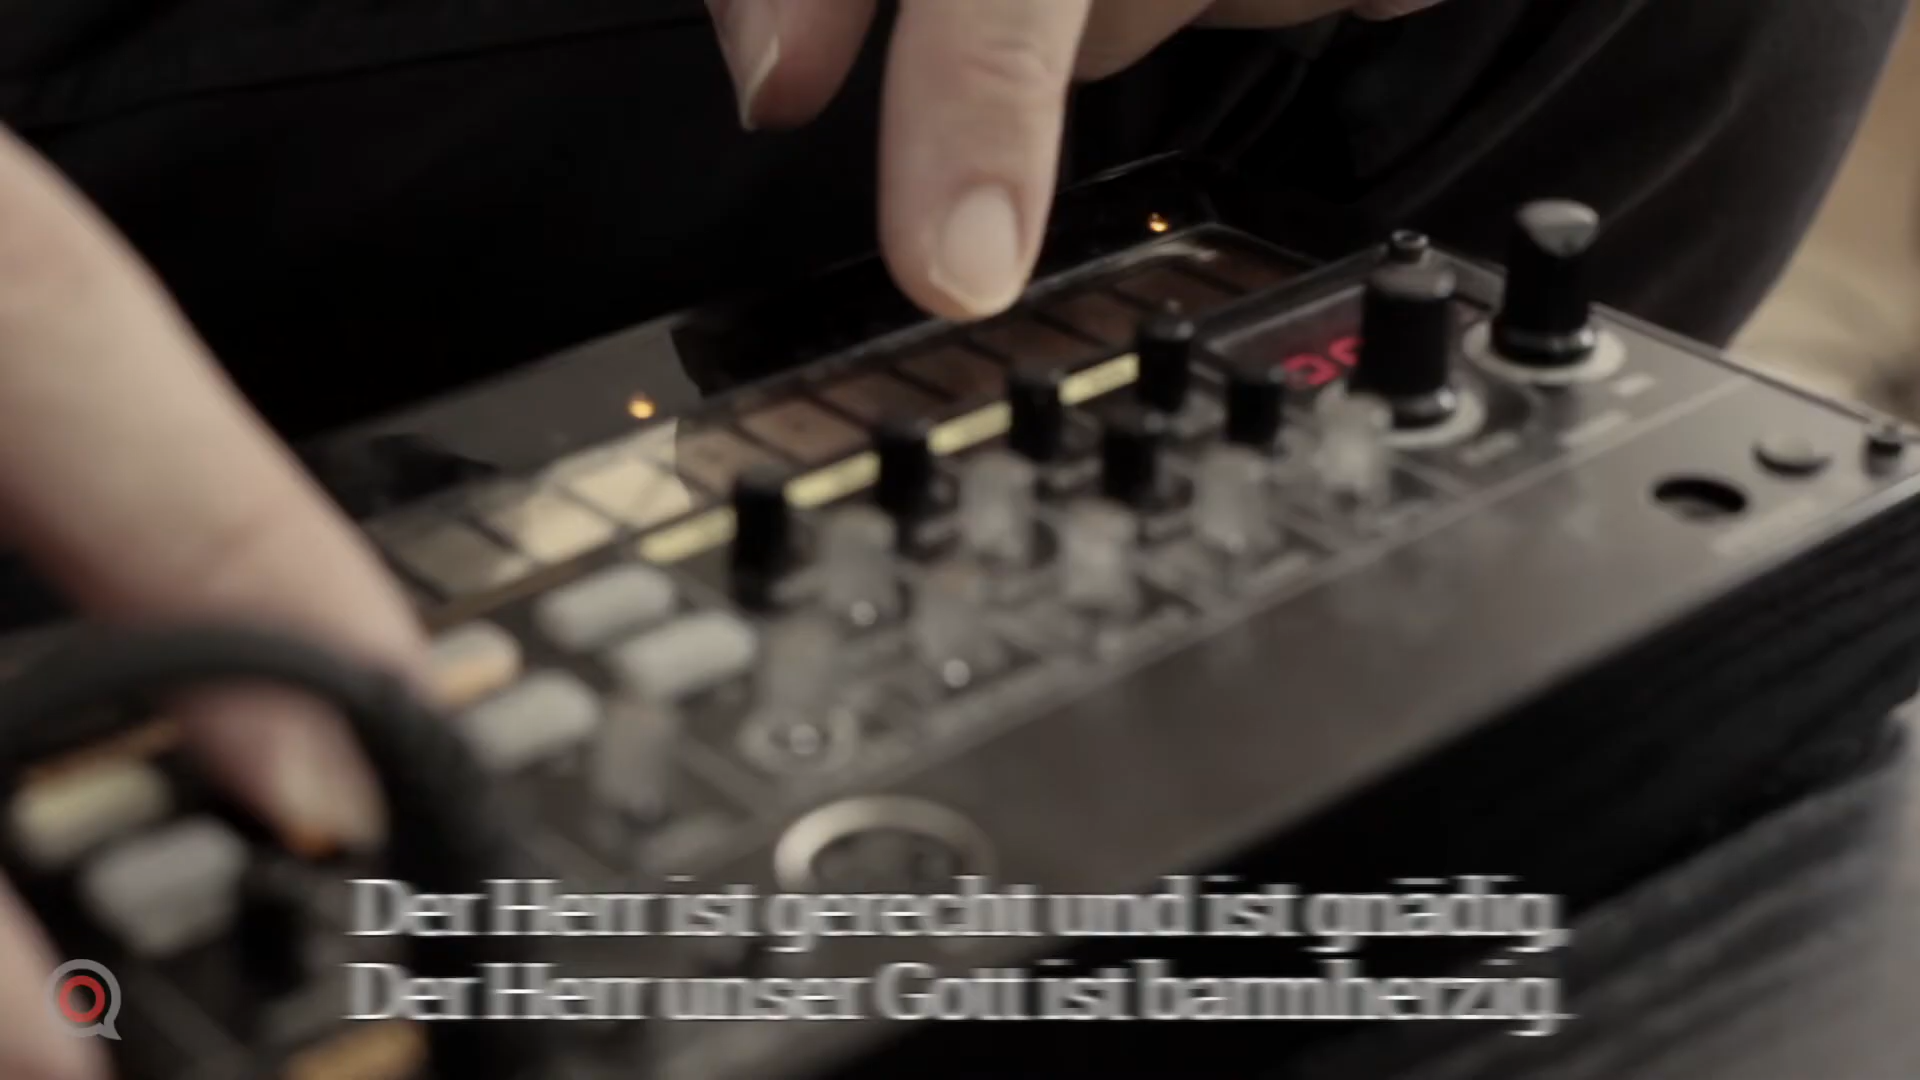 Der Herr ist gerecht und ist gnädig.
Der Herr unser Gott ist barmherzig.